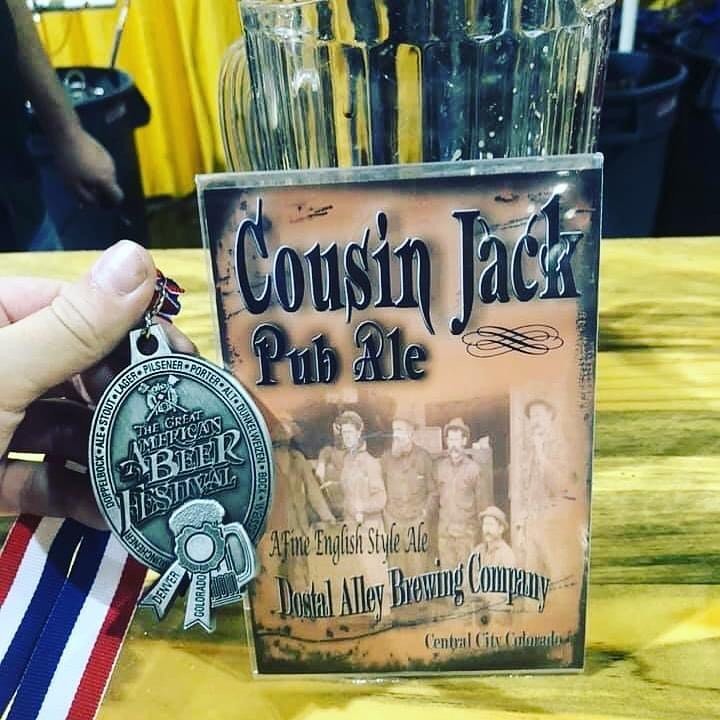 Cousin Jack
Pub Ale
A Fine English Style Ale
Dostal Alley Brewing Company
Central City Colorado
DOPPELBOCK • ALE • STOUT • LAGER • PILSENER • PORTER • ALT • DUNKELWEIZEN • BOCK
THE GREAT
AMERICAN
BEER
FESTIVAL
DENVER
COLORADO